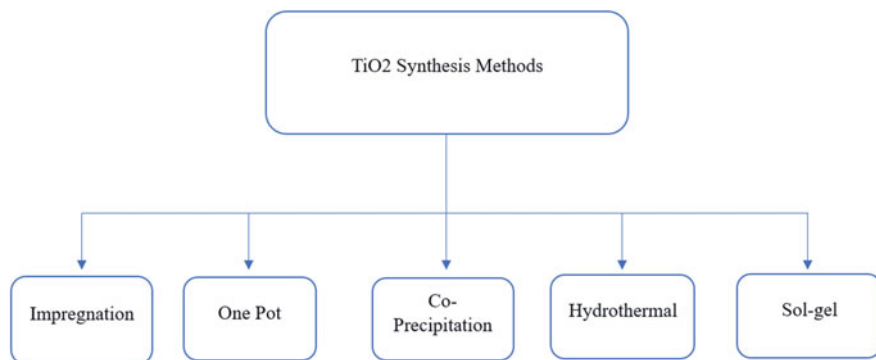 TiO2 Synthesis Methods
Impregnation
One Pot
Co-
Precipitation
Hydrothermal
Sol-gel